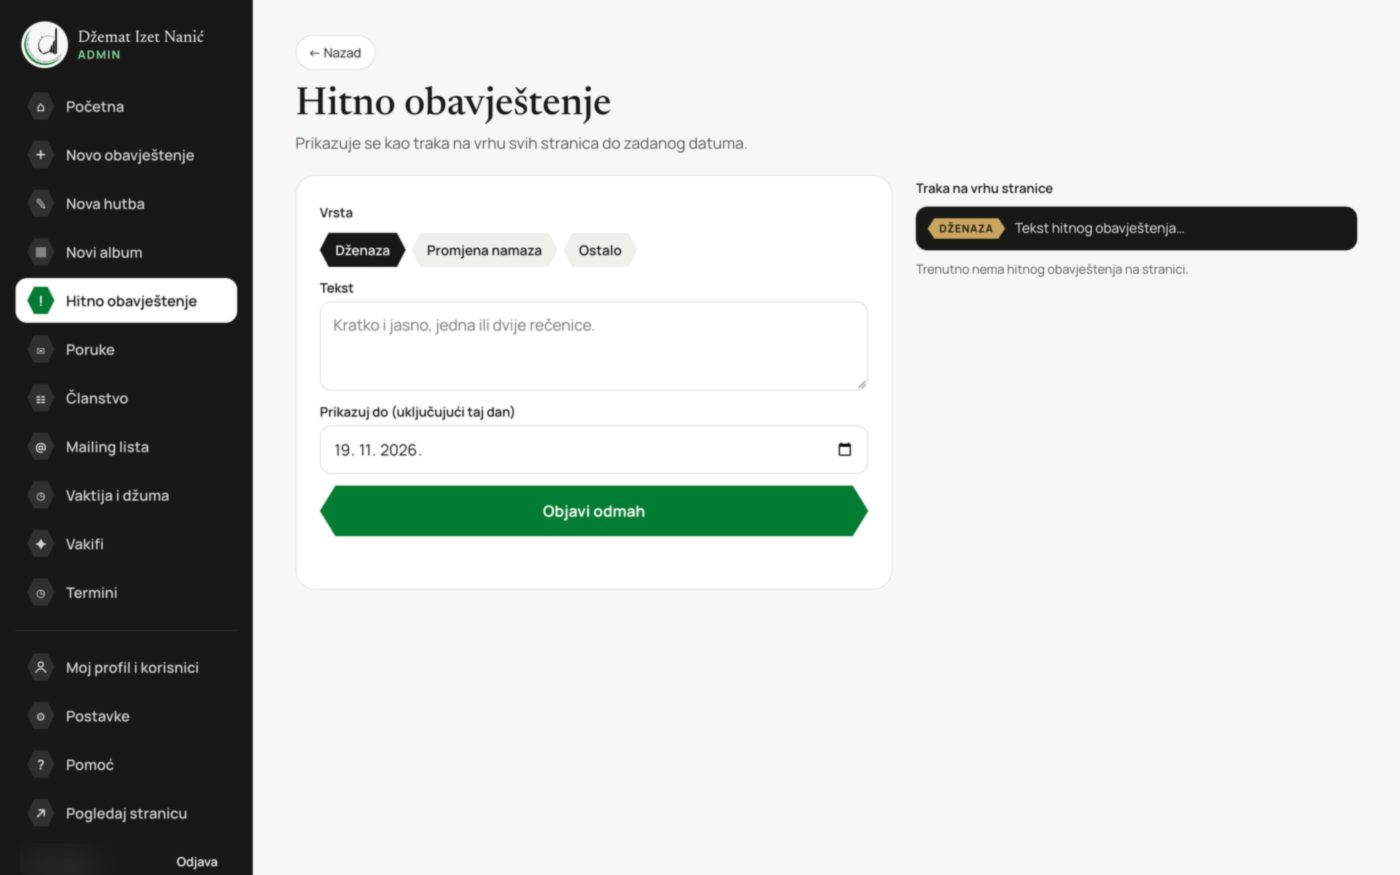 Džemat Izet Nanić
ADMIN
Početna
Novo obavještenje
Nova hutba
Novi album
Hitno obavještenje
Poruke
Članstvo
Mailing lista
Vaktija i džuma
Vakifi
Termini
Moj profil i korisnici
Postavke
Pomoć
Pogledaj stranicu
Odjava
← Nazad
Hitno obavještenje
Prikazuje se kao traka na vrhu svih stranica do zadanog datuma.
Vrsta
Dženaza
Promjena namaza
Ostalo
Tekst
Kratko i jasno, jedna ili dvije rečenice.
Prikazuj do (uključujući taj dan)
19. 11. 2026.
Objavi odmah
Traka na vrhu stranice
DŽENAZA Tekst hitnog obavještenja...
Trenutno nema hitnog obavještenja na stranici.